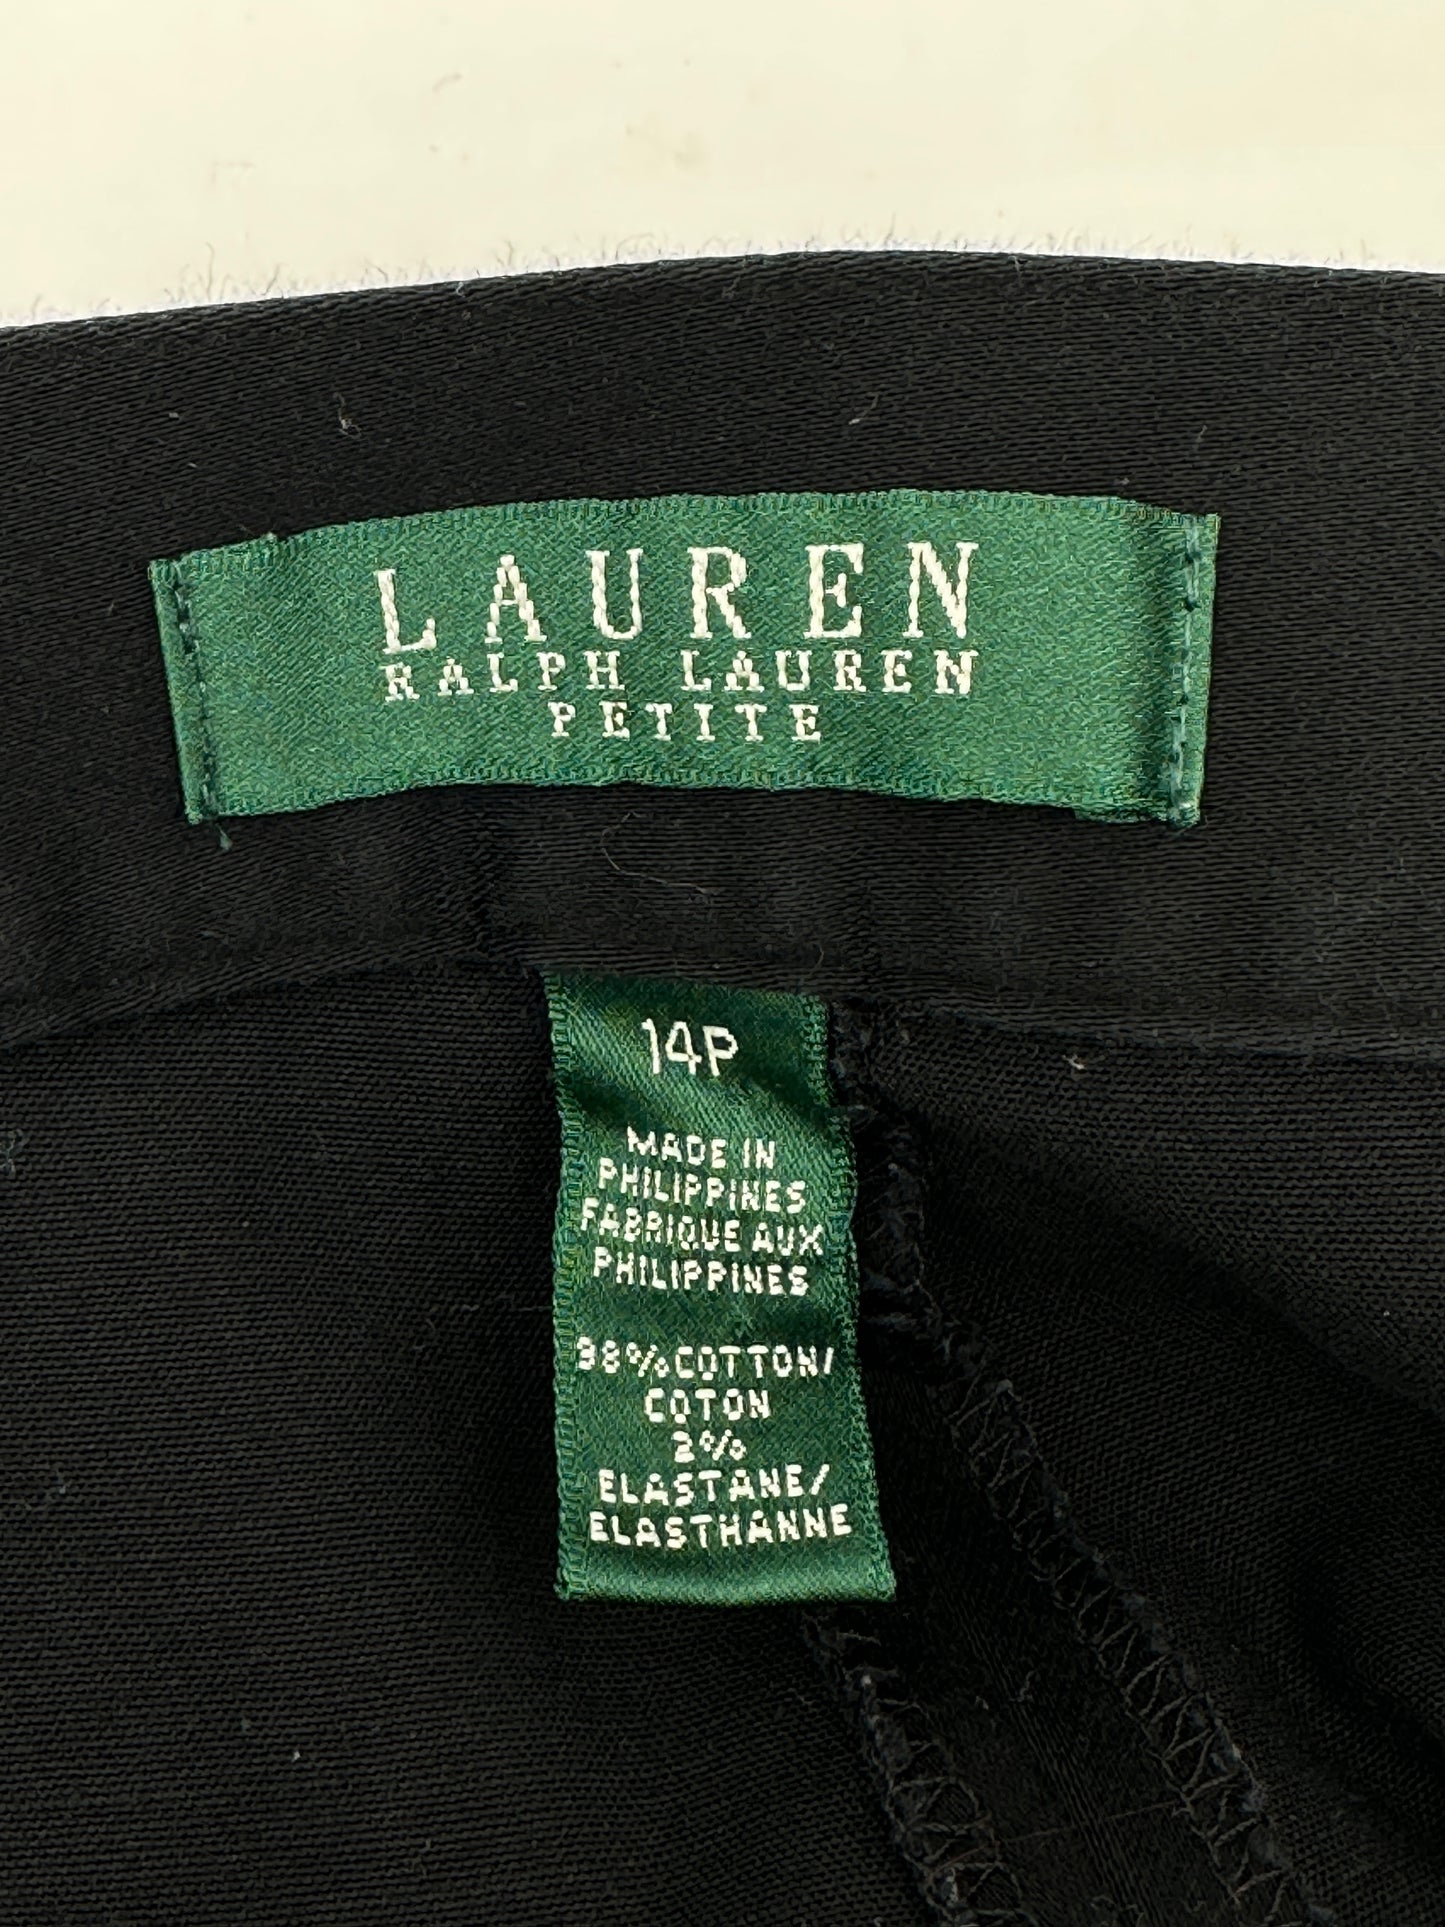 LAUREN
RALPH LAUREN
PETITE
14P
MADE IN
PHILIPPINES
FABRIQUE AUX
PHILIPPINES
98%COTTON/
COTON
2%
ELASTANE/
ELASTHANNE